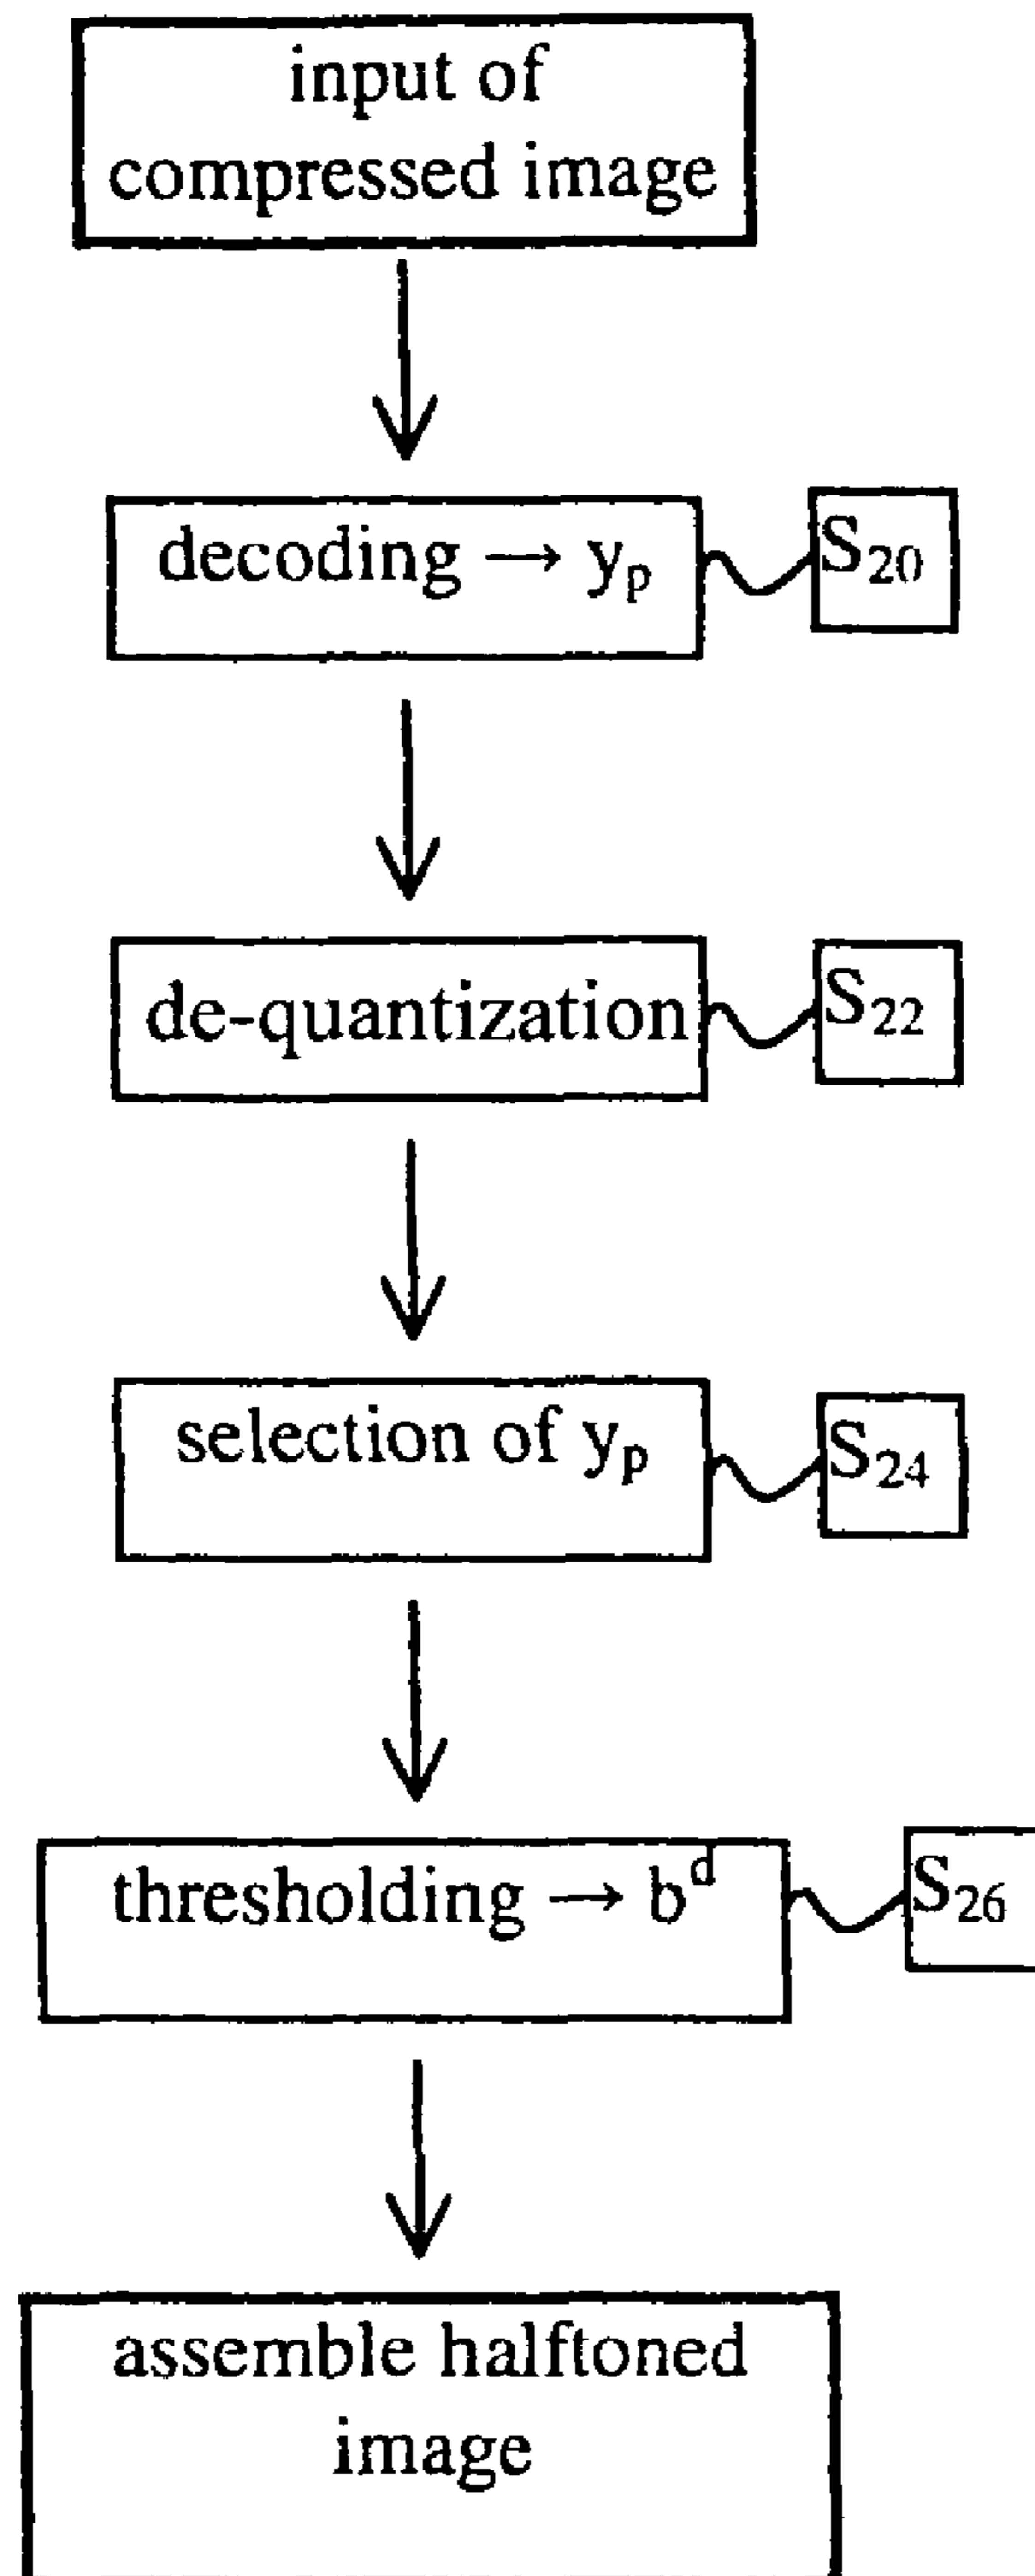 input of
compressed image
decoding → yₚ
S₂₀
de-quantization
S₂₂
selection of yₚ
S₂₄
thresholding → bᵈ
S₂₆
assemble halftoned
image